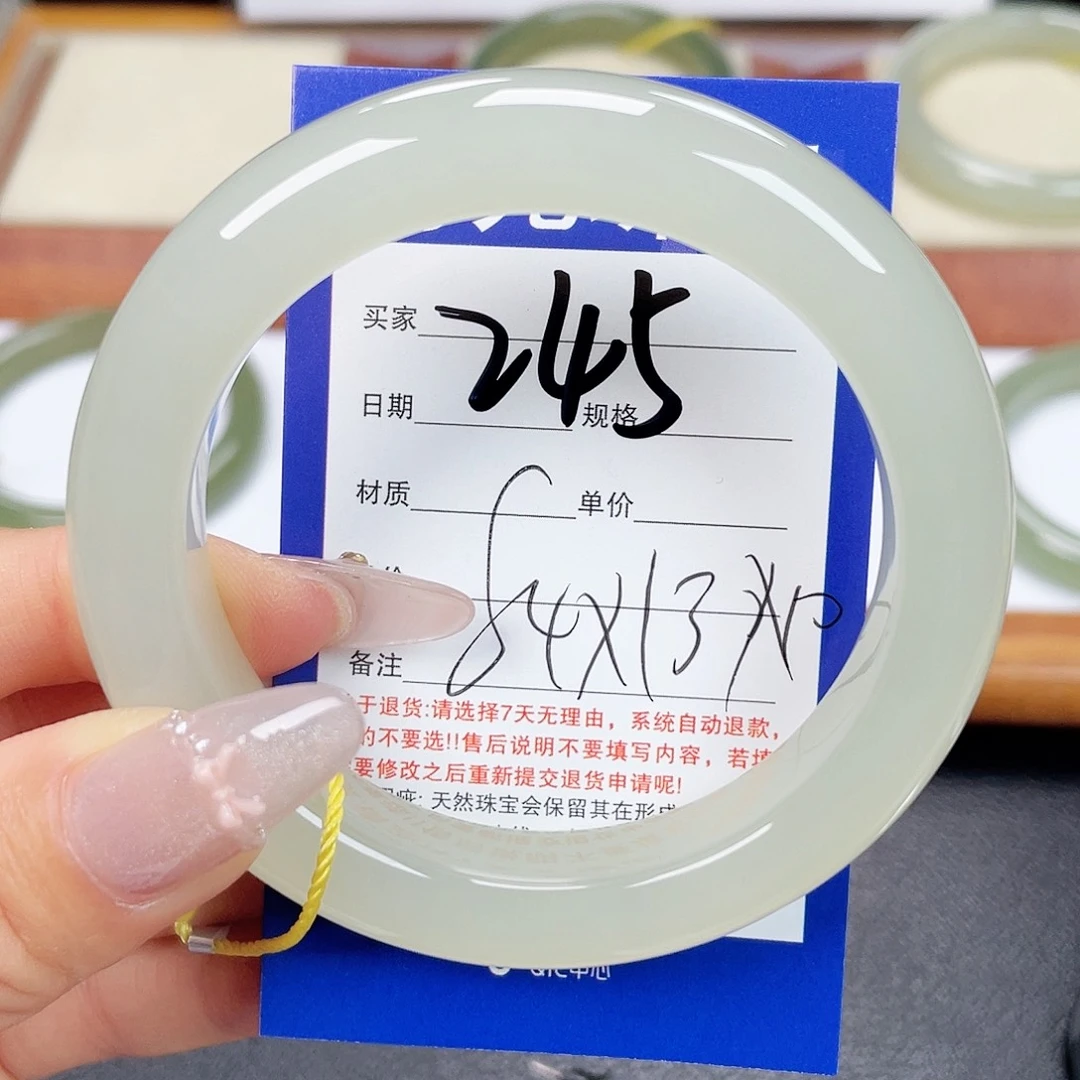 买家 245
日期 规格
材质 单价
54X13X10
备注
于退货:请选择7天无理由，系统自动退款，
的不要选!!售后说明不要填写内容，若填
要修改之后重新提交退货申请呢!
天然珠宝会保留其在形成
中心